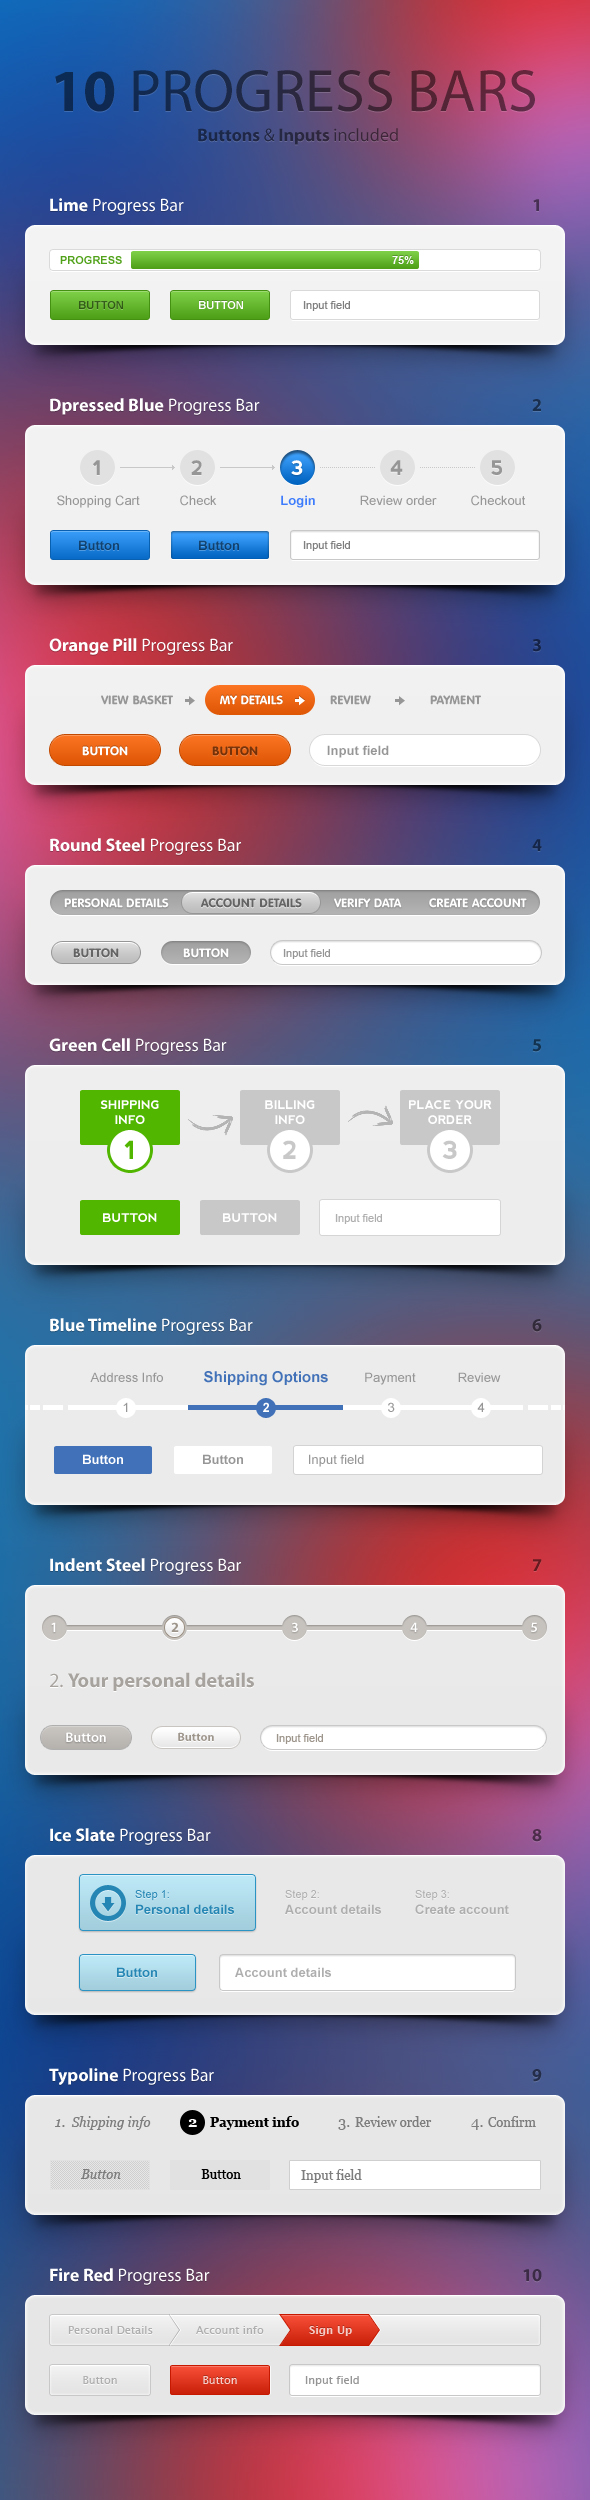 10 PROGRESS BARS
Buttons & Inputs included
Lime Progress Bar 1
PROGRESS 75%
BUTTON BUTTON Input field
Dpressed Blue Progress Bar 2
1 2 3 4 5
Shopping Cart Check Login Review order Checkout
Button Button Input field
Orange Pill Progress Bar 3
VIEW BASKET MY DETAILS REVIEW PAYMENT
BUTTON BUTTON Input field
Round Steel Progress Bar 4
PERSONAL DETAILS ACCOUNT DETAILS VERIFY DATA CREATE ACCOUNT
BUTTON BUTTON Input field
Green Cell Progress Bar 5
SHIPPING BILLING PLACE YOUR
INFO INFO ORDER
1 2 3
BUTTON BUTTON Input field
Blue Timeline Progress Bar 6
Address Info Shipping Options Payment Review
1 2 3 4
Button Button Input field
Indent Steel Progress Bar 7
1 2 3 4 5
2. Your personal details
Button Button Input field
Ice Slate Progress Bar 8
Step 1: Step 2: Step 3:
Personal details Account details Create account
Button Account details
Typoline Progress Bar 9
1. Shipping info 2 Payment info 3. Review order 4. Confirm
Button Button Input field
Fire Red Progress Bar 10
Personal Details Account info Sign Up
Button Button Input field